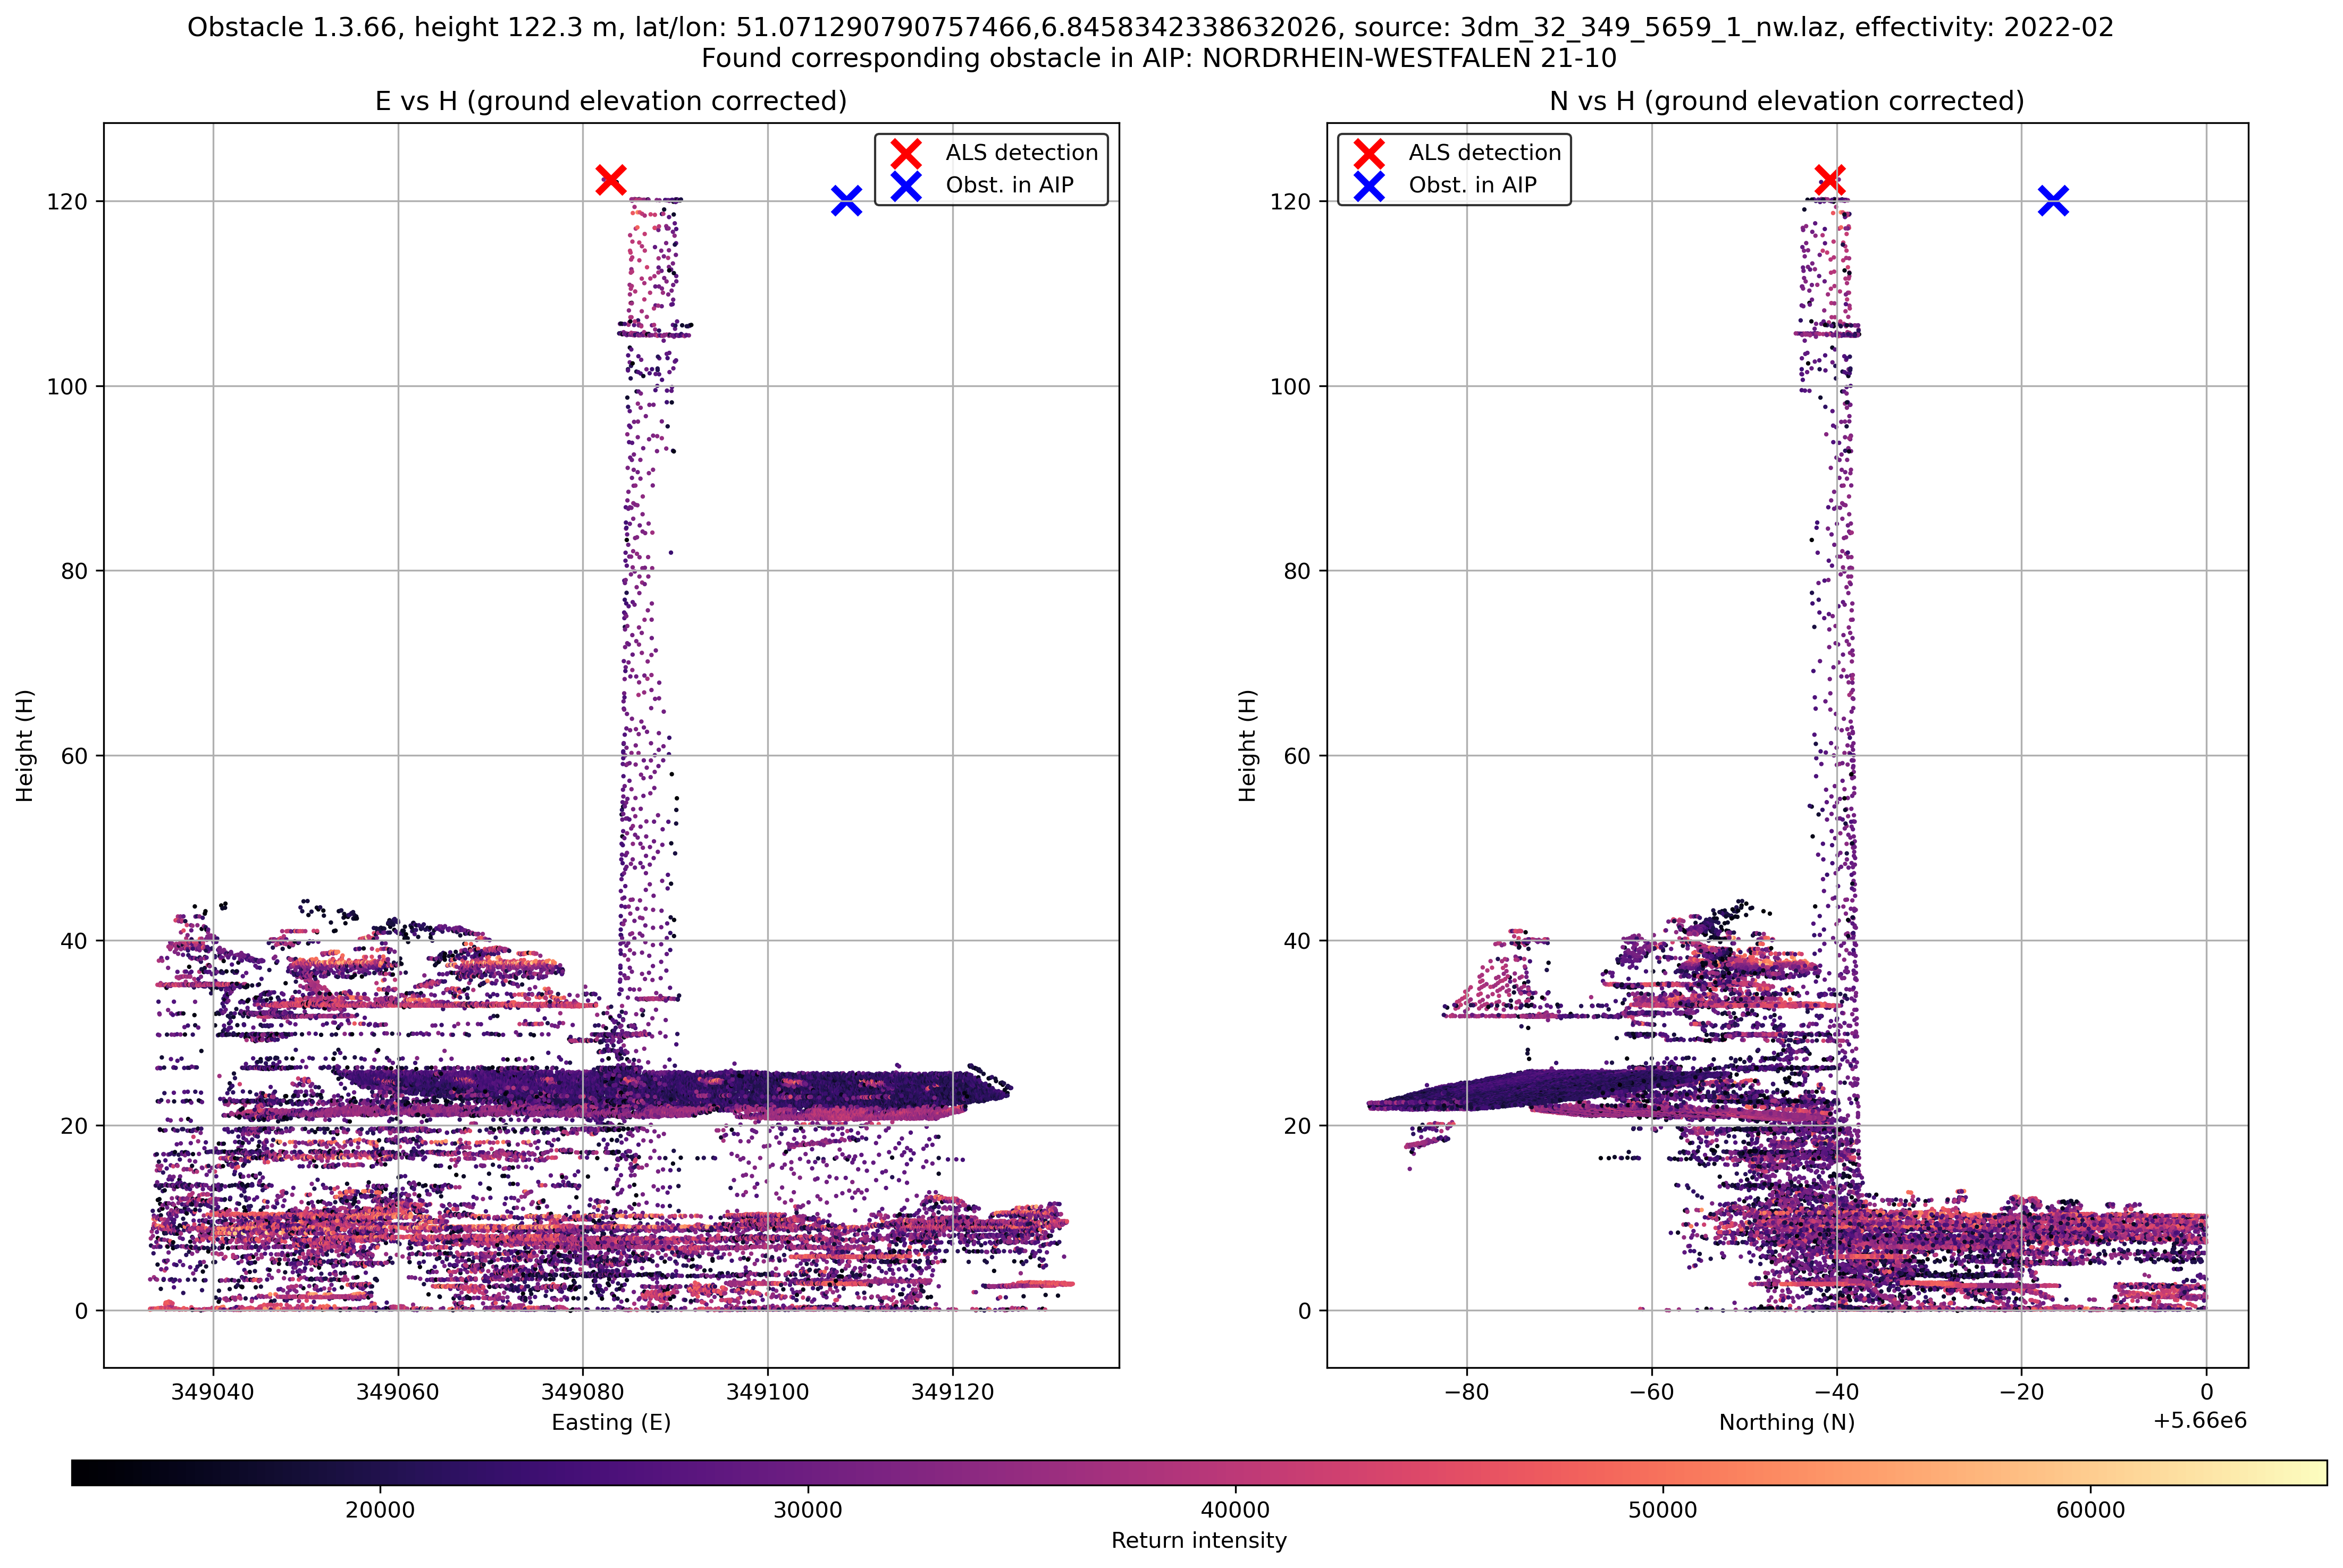 Obstacle 1.3.66, height 122.3 m, lat/lon: 51.071290790757466,6.8458342338632026, source: 3dm_32_349_5659_1_nw.laz, effectivity: 2022-02
Found corresponding obstacle in AIP: NORDRHEIN-WESTFALEN 21-10
E vs H (ground elevation corrected)
ALS detection
Obst. in AIP
120
100
80
60
40
20
0
Height (H)
349040
349060
349080
349100
349120
Easting (E)
N vs H (ground elevation corrected)
ALS detection
Obst. in AIP
120
100
80
60
40
20
0
Height (H)
−80
−60
−40
−20
0
+5.66e6
Northing (N)
20000
30000
40000
50000
60000
Return intensity